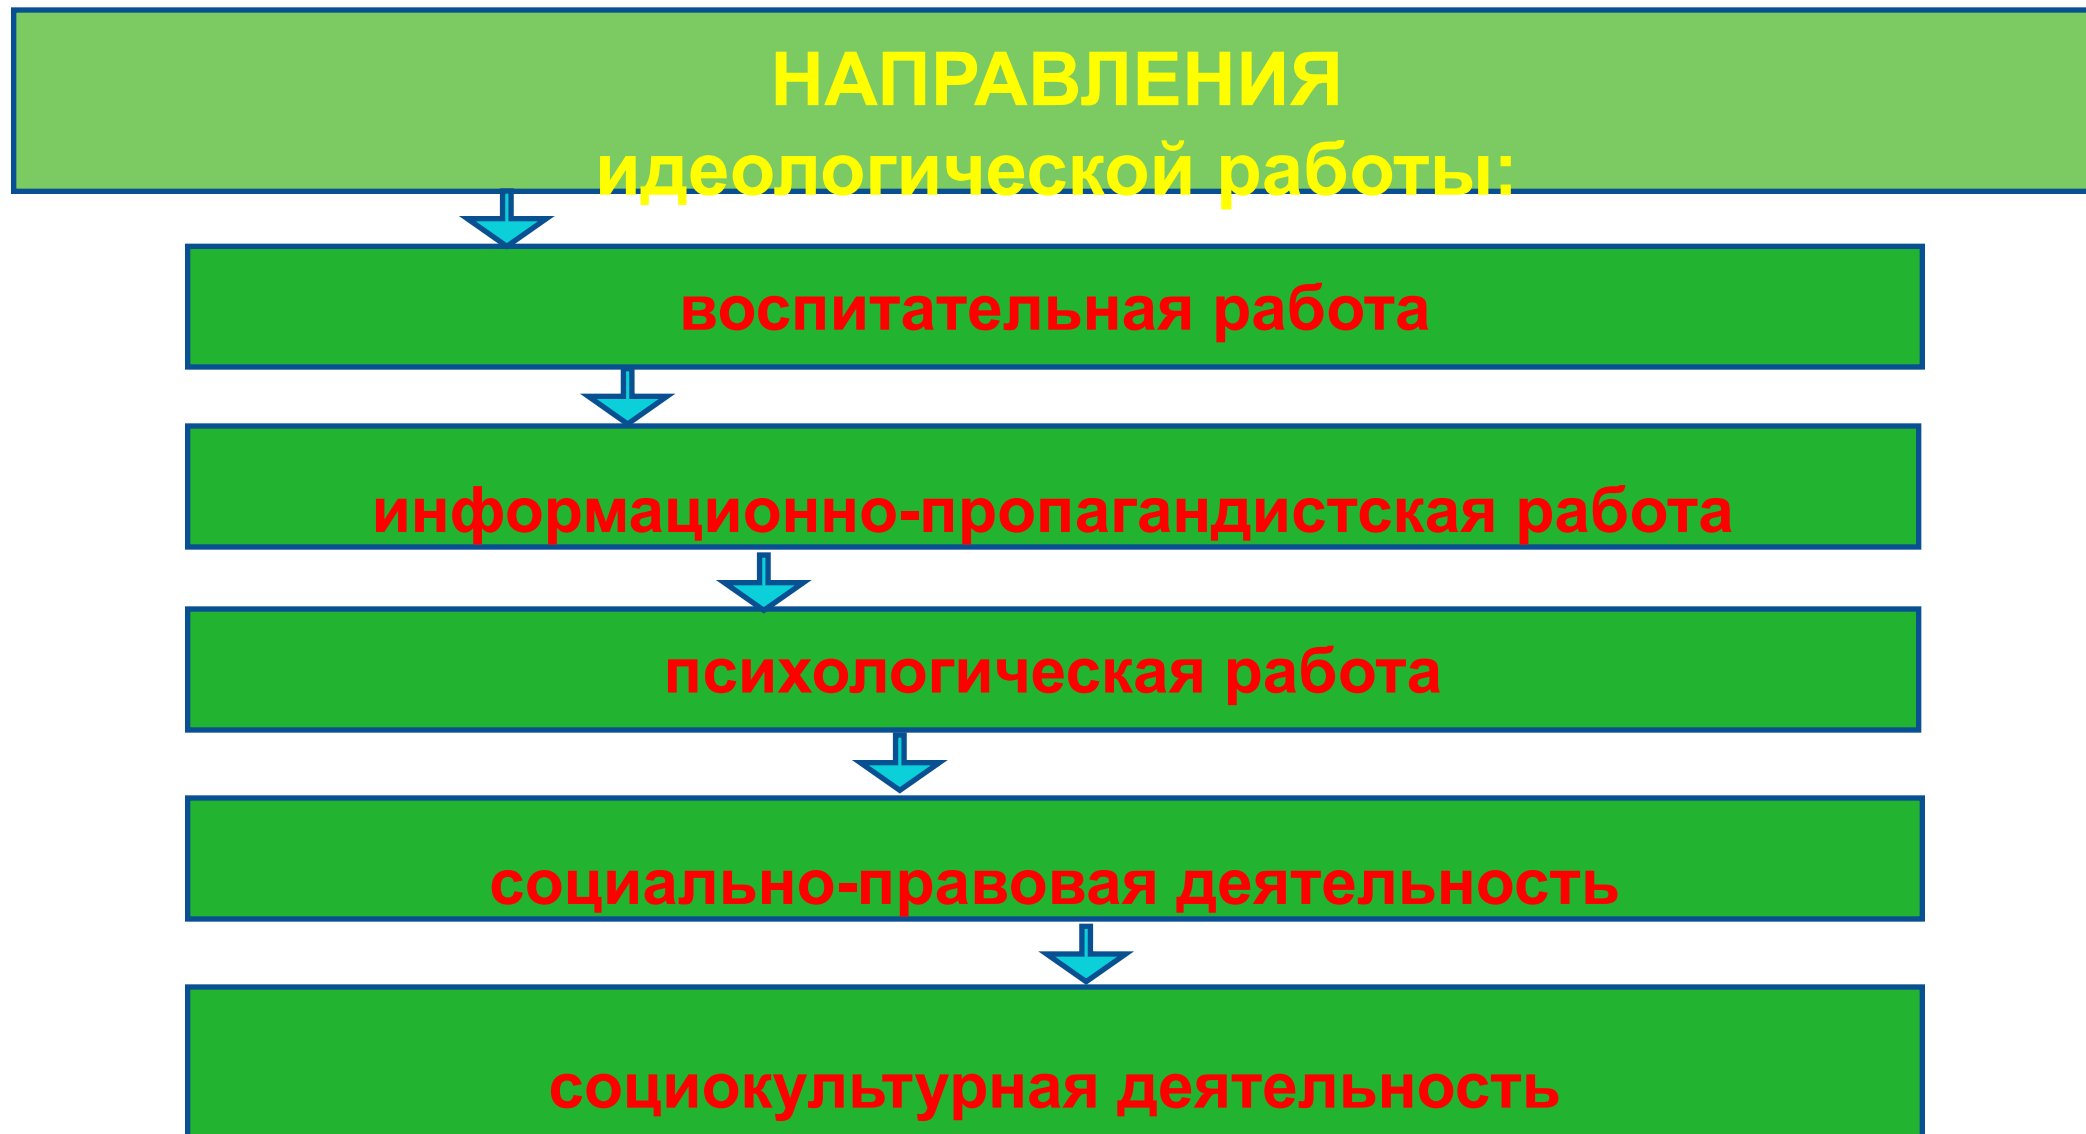 НАПРАВЛЕНИЯ
идеологической работы:
воспитательная работа
информационно-пропагандистская работа
психологическая работа
социально-правовая деятельность
социокультурная деятельность